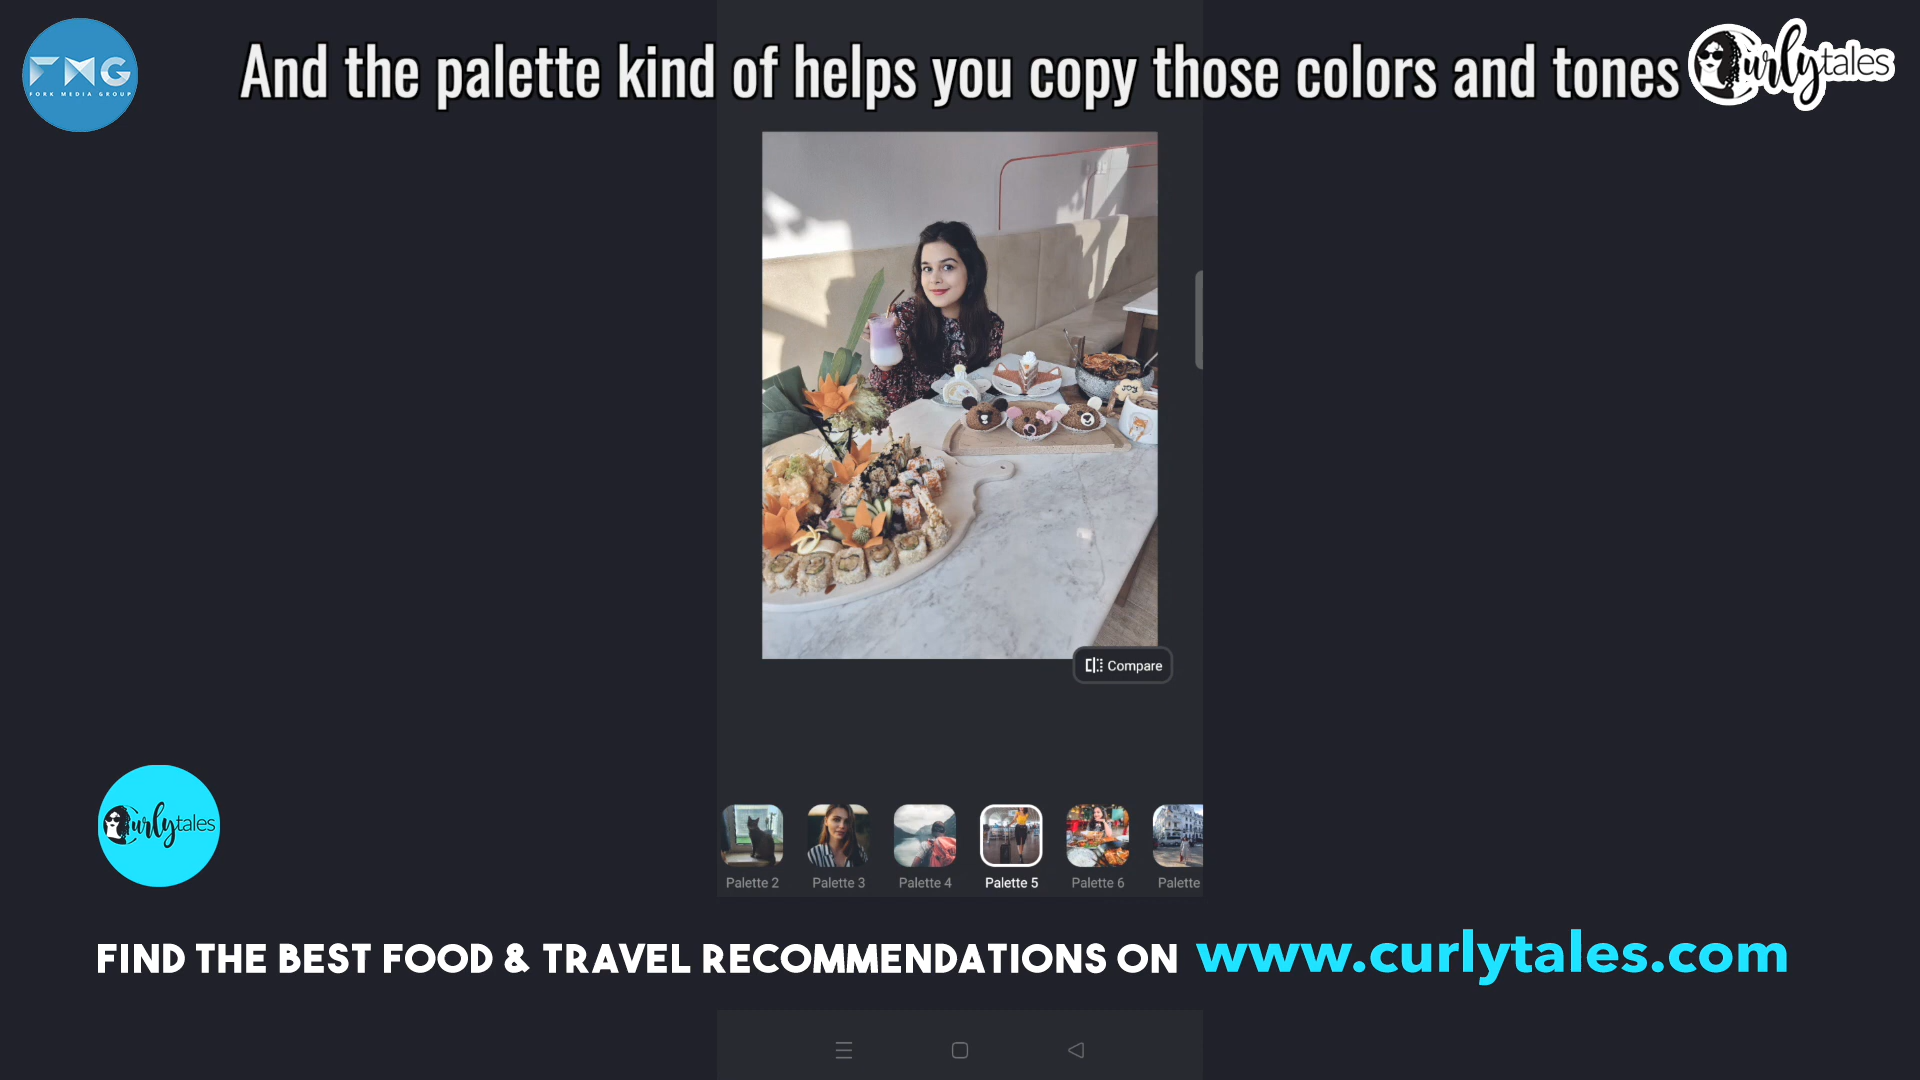 FMG
FORK MEDIA GROUP
And the palette kind of helps you copy those colors and tones
Curlytales
JOY
Compare
Palette 2
Palette 3
Palette 4
Palette 5
Palette 6
Palette
Curlytales
FIND THE BEST FOOD & TRAVEL RECOMMENDATIONS ON www.curlytales.com